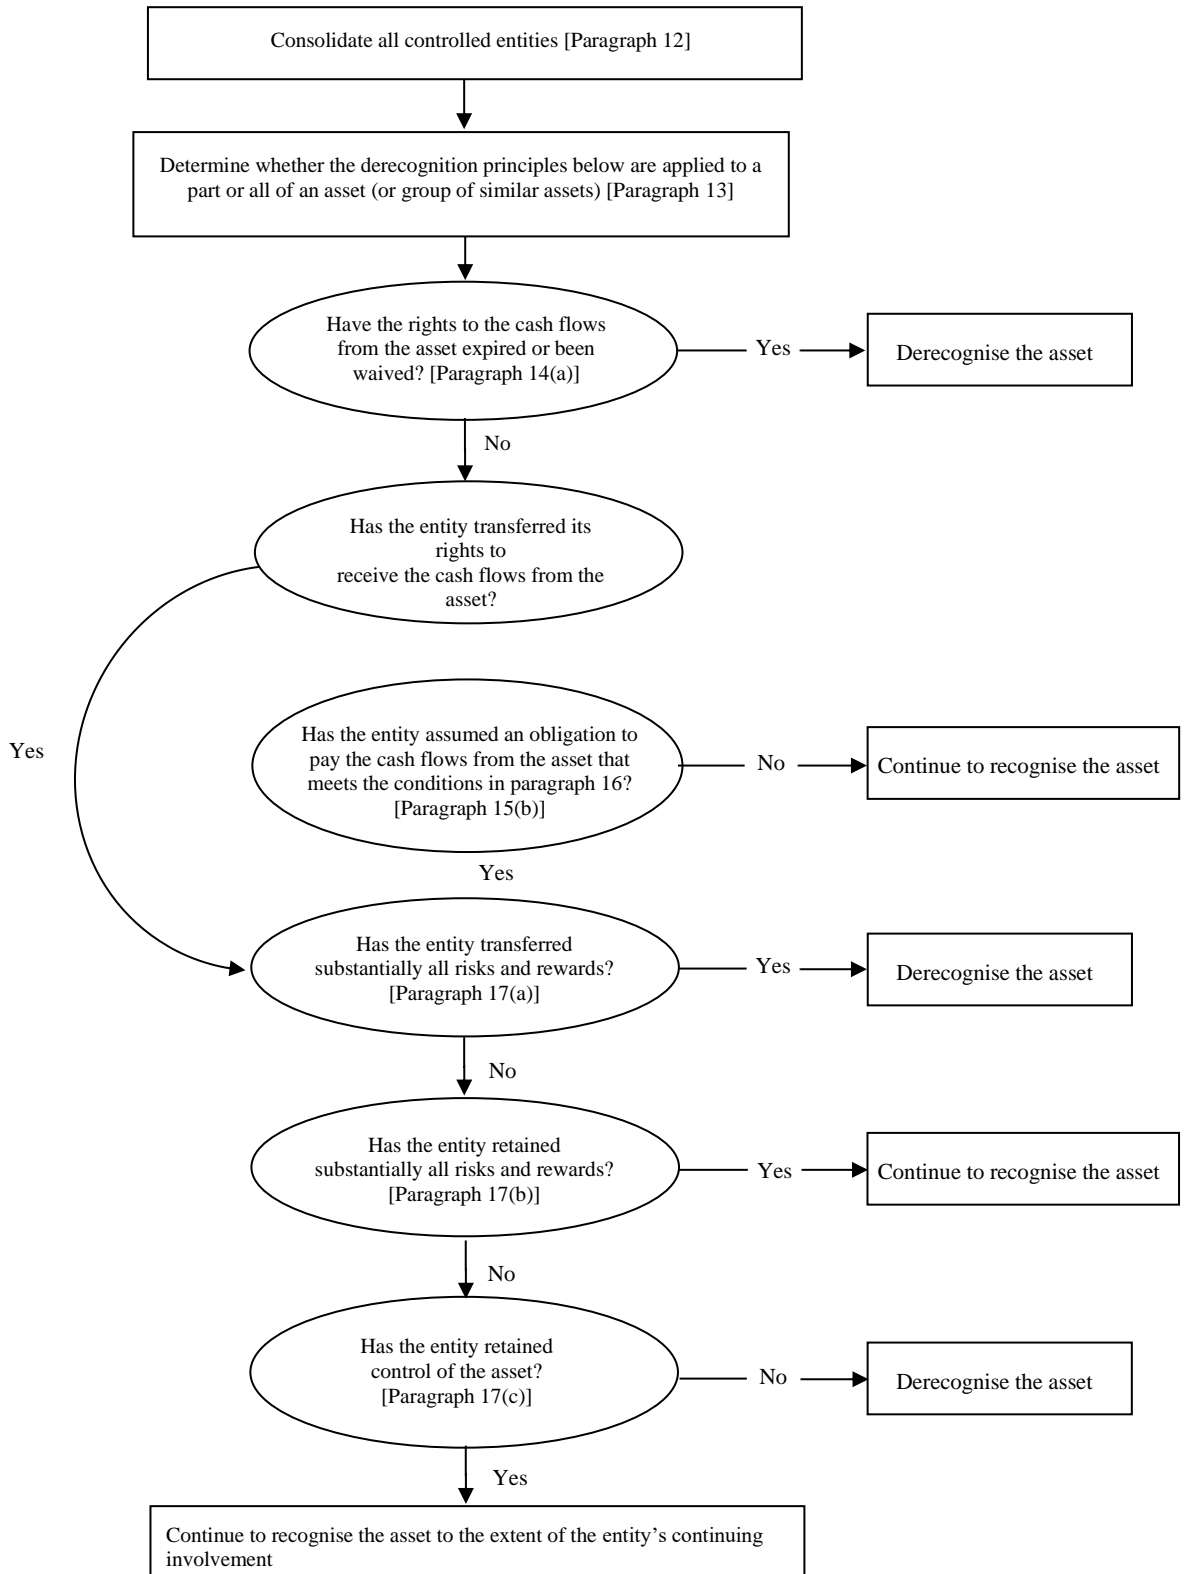 Consolidate all controlled entities [Paragraph 12]
Determine whether the derecognition principles below are applied to a
part or all of an asset (or group of similar assets) [Paragraph 13]
Have the rights to the cash flows
from the asset expired or been
waived? [Paragraph 14(a)]
Yes
Derecognise the asset
No
Has the entity transferred its
rights to
receive the cash flows from the
asset?
Yes
Has the entity assumed an obligation to
pay the cash flows from the asset that
meets the conditions in paragraph 16?
[Paragraph 15(b)]
No
Continue to recognise the asset
Yes
Has the entity transferred
substantially all risks and rewards?
[Paragraph 17(a)]
Yes
Derecognise the asset
No
Has the entity retained
substantially all risks and rewards?
[Paragraph 17(b)]
Yes
Continue to recognise the asset
No
Has the entity retained
control of the asset?
[Paragraph 17(c)]
No
Derecognise the asset
Yes
Continue to recognise the asset to the extent of the entity’s continuing
involvement